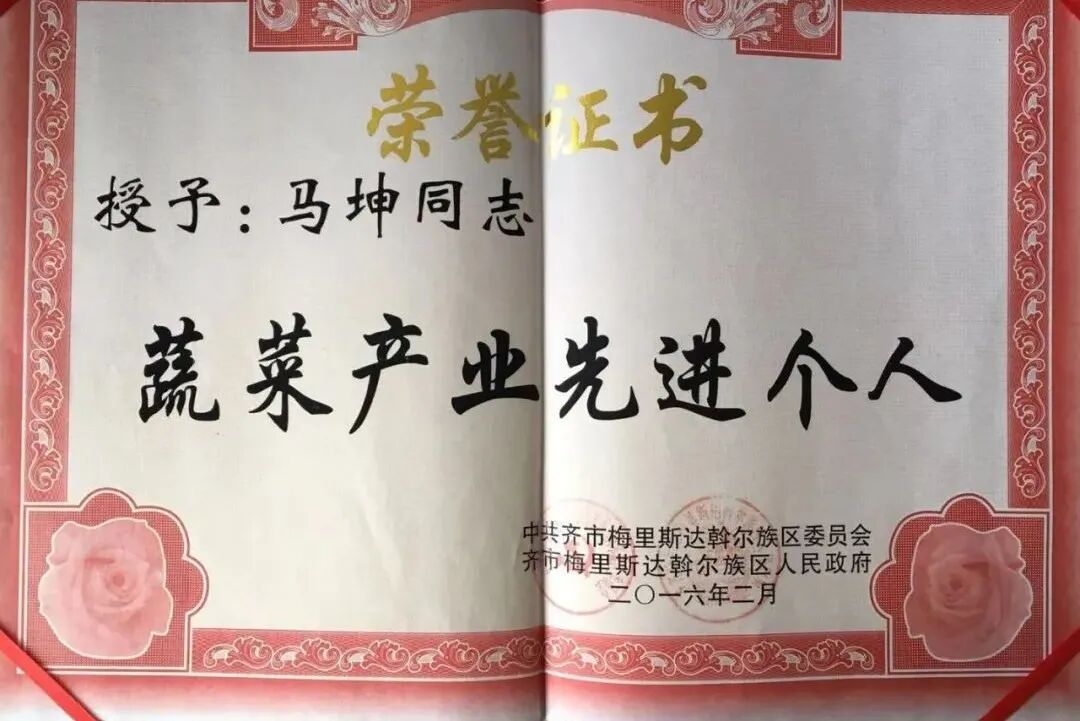 荣誉证书
授予：马坤同志
蔬菜产业先进个人
中共齐市梅里斯达斡尔族区委员会
齐市梅里斯达斡尔族区人民政府
二〇一六年二月